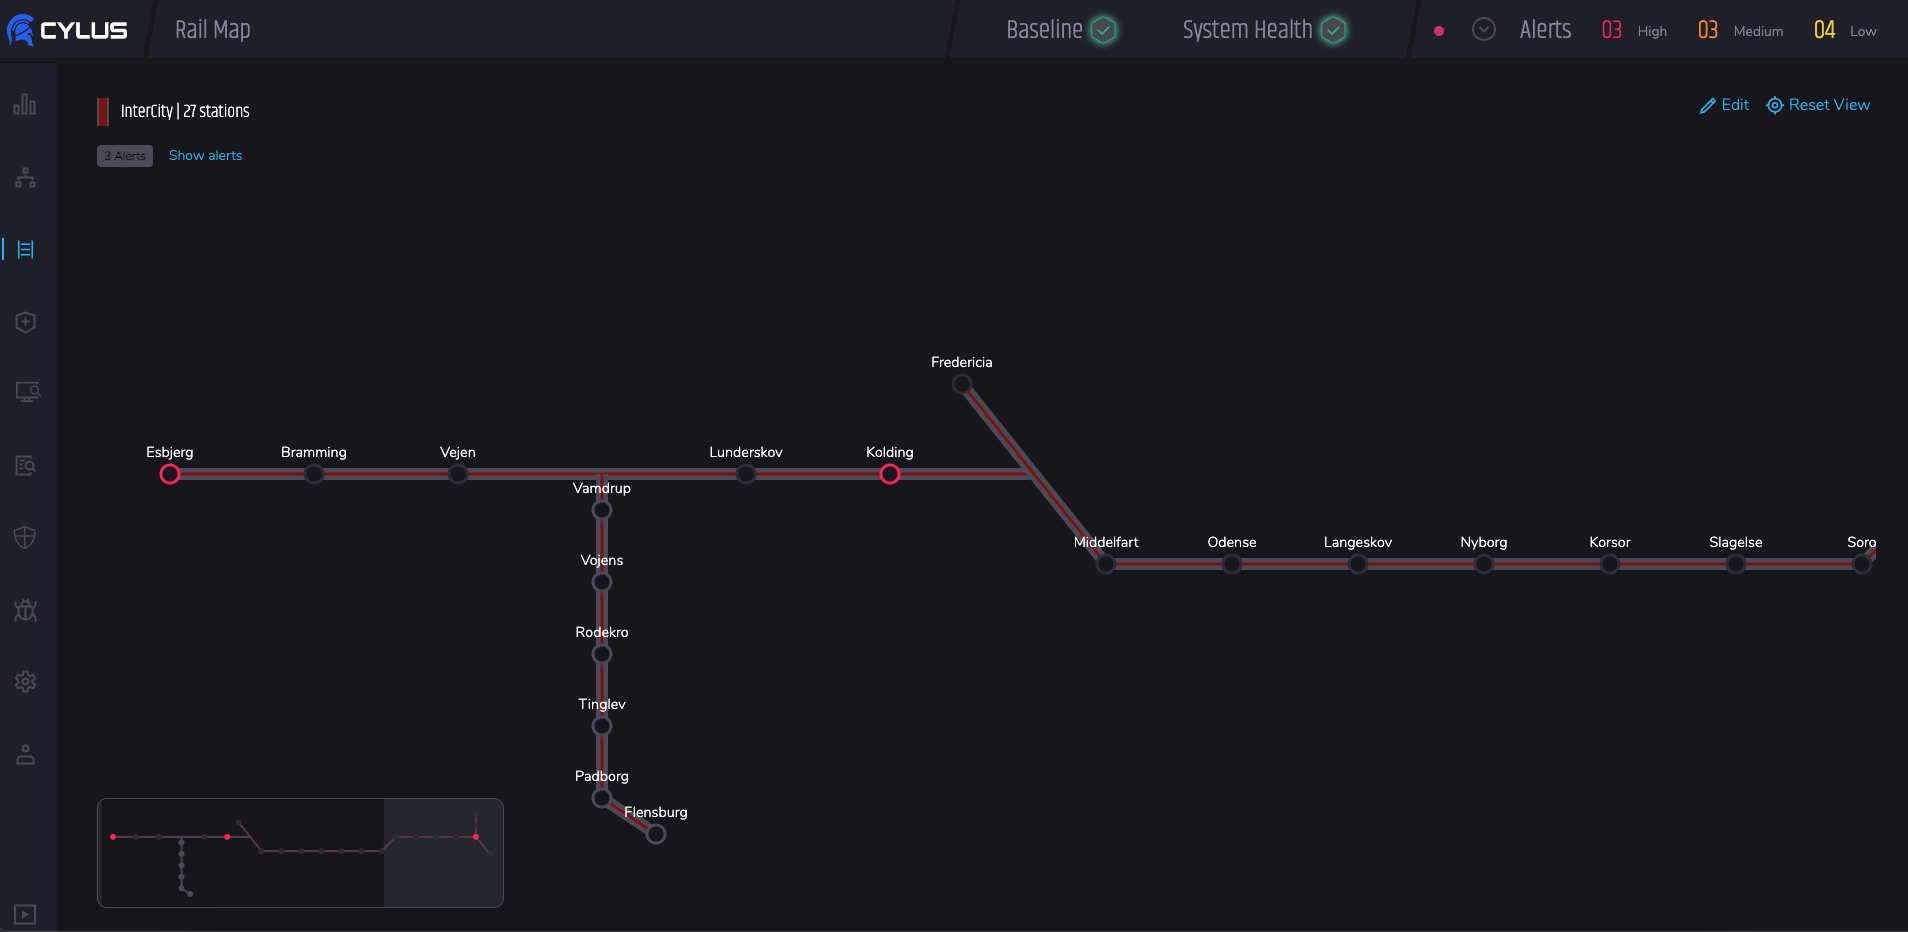 CYLUS
Rail Map
Baseline
System Health
Alerts
03 High
03 Medium
04 Low
InterCity | 27 stations
Edit
Reset View
3 Alerts
Show alerts
Fredericia
Esbjerg
Bramming
Vejen
Lunderskov
Kolding
Vamdrup
Middelfart
Odense
Langeskov
Nyborg
Korsor
Slagelse
Soro
Vojens
Rodekro
Tinglev
Padborg
Flensburg